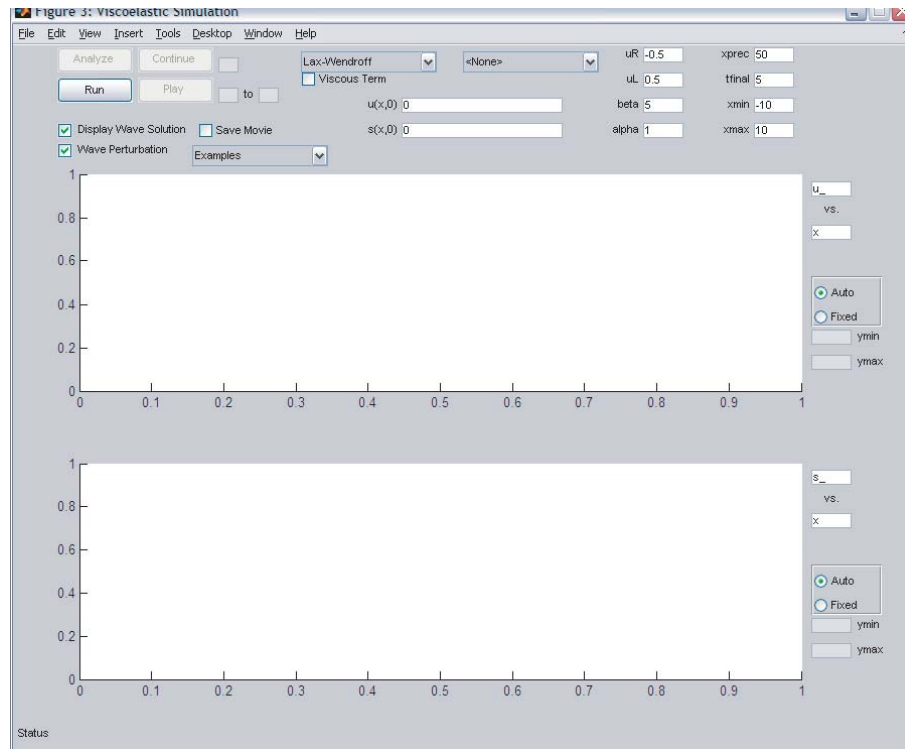 Figure 3: Viscoelastic Simulation
File Edit View Insert Tools Desktop Window Help
Analyze Continue
Lax-Wendroff <None> uR -0.5 xprec 50
Viscous Term uL 0.5 tfinal 5
Run Play to
u(x,0) 0 beta 5 xmin -10
Display Wave Solution Save Movie s(x,0) 0 alpha 1 xmax 10
Wave Perturbation Examples
1
0.8
0.6
0.4
0.2
0
0 0.1 0.2 0.3 0.4 0.5 0.6 0.7 0.8 0.9 1
u_
vs.
x
Auto
Fixed
ymin
ymax
1
0.8
0.6
0.4
0.2
0
0 0.1 0.2 0.3 0.4 0.5 0.6 0.7 0.8 0.9 1
s_
vs.
x
Auto
Fixed
ymin
ymax
Status